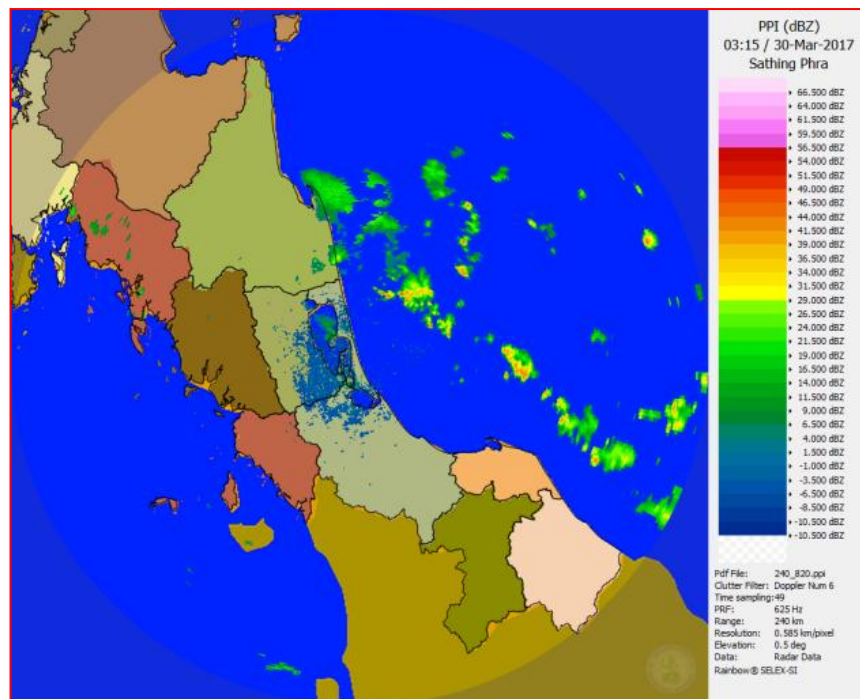 PPI (dBZ)
03:15 / 30-Mar-2017
Sathing Phra
66.500 dBZ
64.000 dBZ
61.500 dBZ
59.500 dBZ
56.500 dBZ
54.000 dBZ
51.500 dBZ
49.000 dBZ
46.500 dBZ
44.000 dBZ
41.500 dBZ
39.000 dBZ
36.500 dBZ
34.000 dBZ
31.500 dBZ
29.000 dBZ
26.500 dBZ
24.000 dBZ
21.500 dBZ
19.000 dBZ
16.500 dBZ
14.000 dBZ
11.500 dBZ
9.000 dBZ
6.500 dBZ
4.000 dBZ
1.500 dBZ
-1.000 dBZ
-3.500 dBZ
-6.500 dBZ
-8.500 dBZ
-10.500 dBZ
-10.500 dBZ
Pdf File: 240_820.ppi
Clutter Filter: Doppler Num 6
Time sampling: 49
PRF: 625 Hz
Range: 240 km
Resolution: 0.585 km/pixel
Elevation: 0.5 deg
Data: Radar Data
Rainbow® SELEX-SI